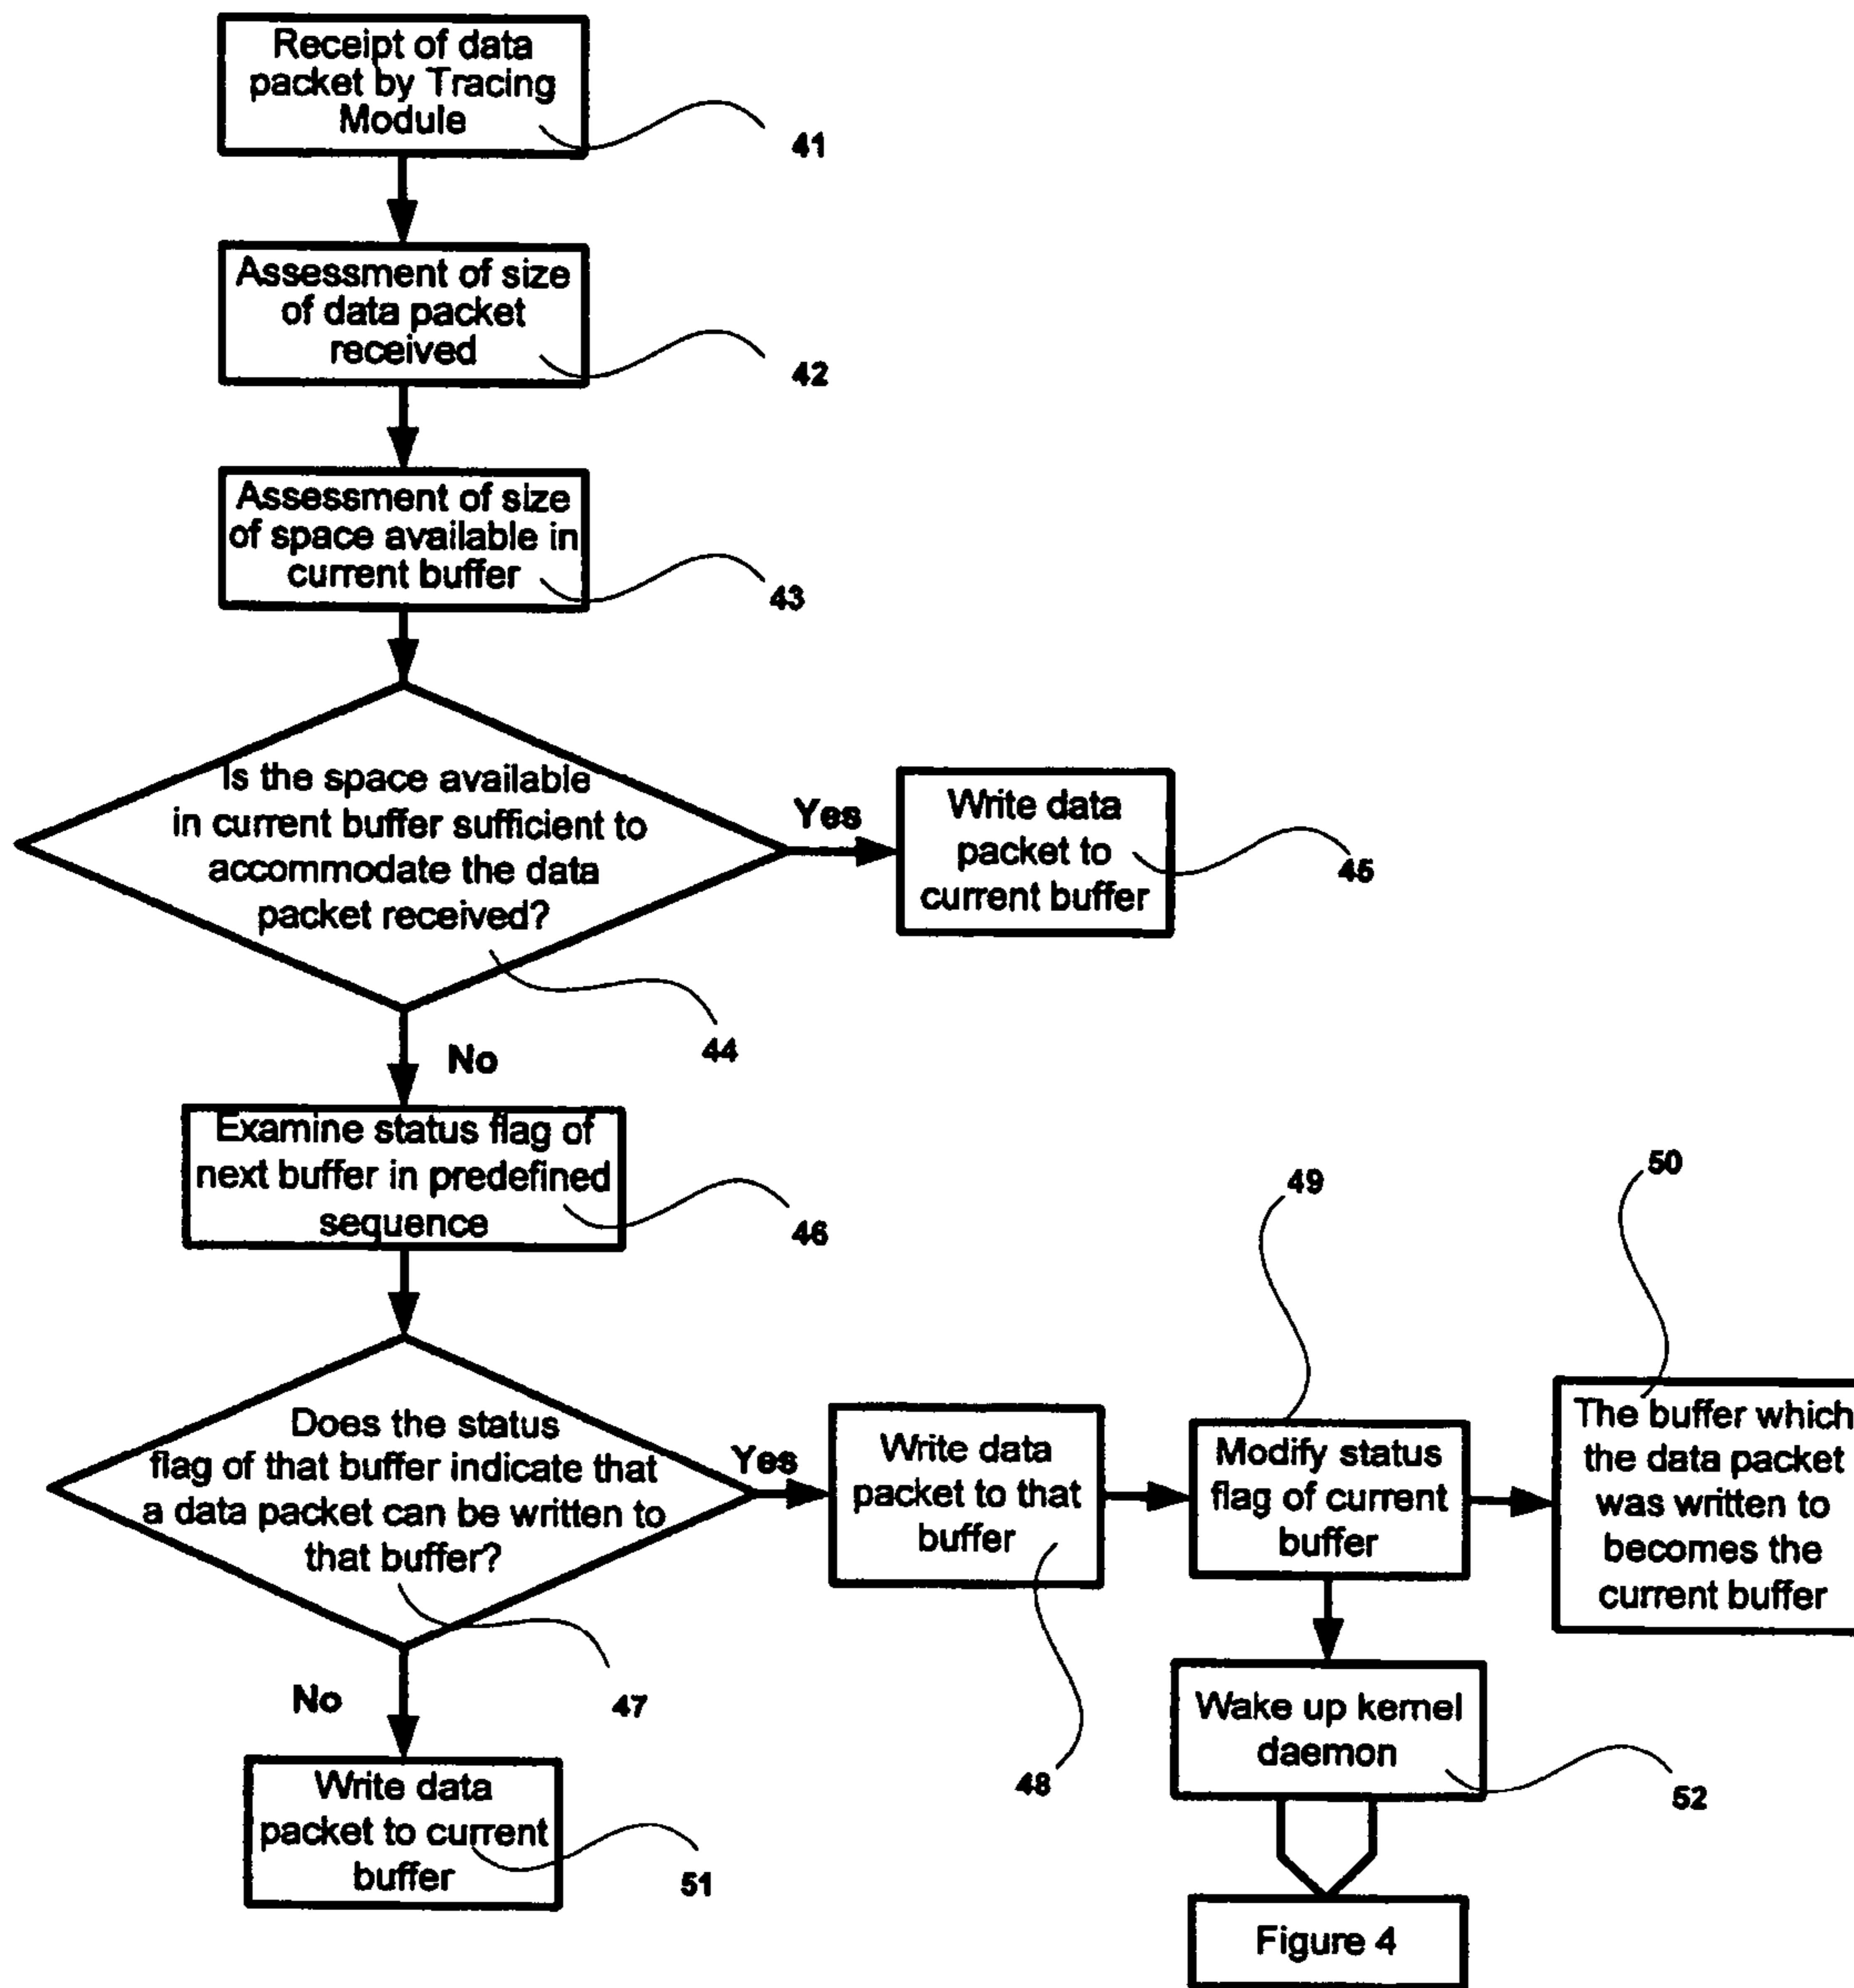 Receipt of data
packet by Tracing
Module
41
Assessment of size
of data packet
received
42
Assessment of size
of space available in
current buffer
43
Is the space available
in current buffer sufficient to
accommodate the data
packet received?
44
Yes
Write data
packet to
current buffer
45
No
Examine status flag of
next buffer in predefined
sequence
46
Does the status
flag of that buffer indicate that
a data packet can be written to
that buffer?
47
Yes
Write data
packet to that
buffer
48
49
Modify status
flag of current
buffer
50
The buffer which
the data packet
was written to
becomes the
current buffer
No
Write data
packet to current
buffer
51
Wake up kernel
daemon
52
Figure 4